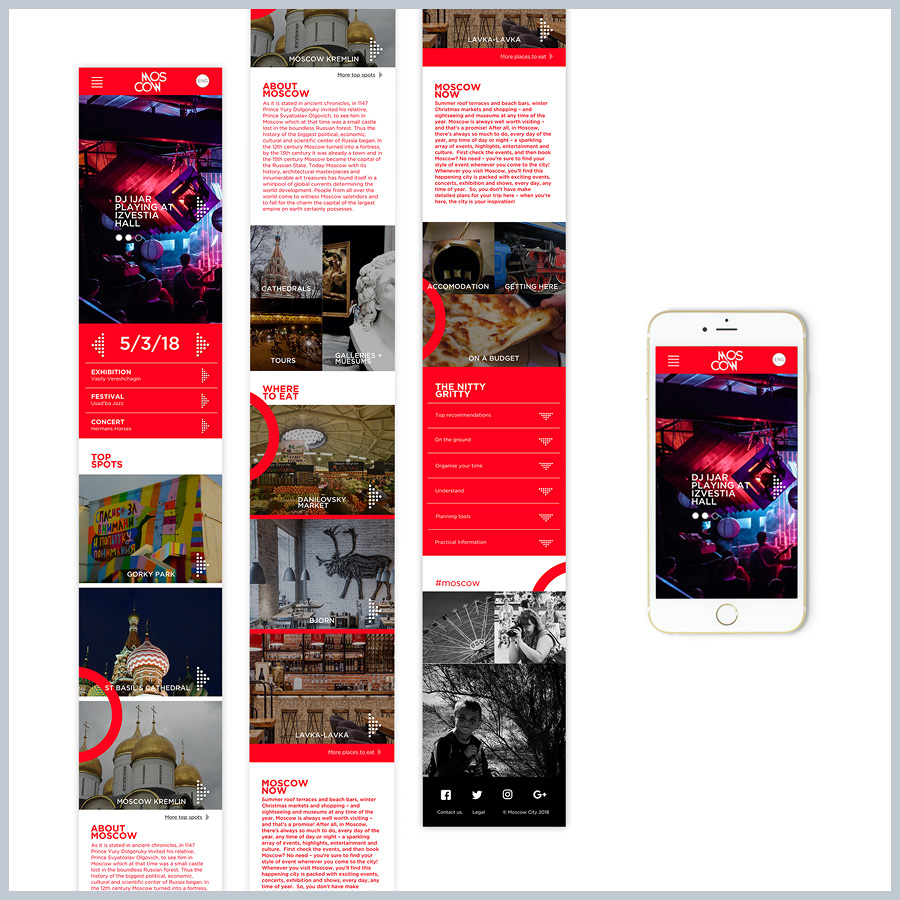 MOS
COW
ENG
DJ IJAR
PLAYING AT
IZVESTIA
HALL
5/3/18
EXHIBITION
Vasily Vereshchagin
FESTIVAL
Usad'ba Jazz
CONCERT
Hermans Horses
TOP
SPOTS
СПАСИБО ЗА
ВНИМАНИЕ
И ПОПЫТКУ
ПОНИМАНИЯ
GORKY PARK
ST BASIL'S CATHEDRAL
MOSCOW KREMLIN
More top spots
ABOUT
MOSCOW
As it is stated in ancient chronicles, in 1147
Prince Yury Dolgoruky invited his relative,
Prince Svyatoslav Olgovich, to see him in
Moscow which at that time was a small castle
lost in the boundless Russian forest. Thus the
history of the biggest political, economic,
cultural and scientific center of Russia began. In
the 12th century Moscow turned into a fortress,
MOSCOW KREMLIN
More top spots
ABOUT
MOSCOW
As it is stated in ancient chronicles, in 1147
Prince Yury Dolgoruky invited his relative,
Prince Svyatoslav Olgovich, to see him in
Moscow which at that time was a small castle
lost in the boundless Russian forest. Thus the
history of the biggest political, economic,
cultural and scientific center of Russia began. In
the 12th century Moscow turned into a fortress,
by the 13th century it was already a town and in
the 15th century Moscow became the capital of
the Russian State. Today Moscow with its
history, architectural masterpieces and
innumerable art treasures has found itself in a
whirlpool of global currents determining the
world development. People from all over the
world come to witness Moscow splendors and
to fall for the charm the capital of the largest
empire on earth certainly possesses.
CATHEDRALS
TOURS
GALLERIES +
MUESUMS
WHERE
TO EAT
DANILOVSKY
MARKET
BJORN
LAVKA-LAVKA
More places to eat
MOSCOW
NOW
Summer roof terraces and beach bars, winter
Christmas markets and shopping – and
sightseeing and museums at any time of the
year. Moscow is always well worth visiting –
and that's a promise! After all, in Moscow,
there's always so much to do, every day of the
year, any time of day or night – a sparkling
array of events, highlights, entertainment and
culture. First check the events, and then book
Moscow? No need – you're sure to find your
style of event whenever you come to the city!
Whenever you visit Moscow, you'll find this
happening city is packed with exciting events,
concerts, exhibition and shows, every day, any
time of year. So, you don't have make
LAVKA-LAVKA
More places to eat
MOSCOW
NOW
Summer roof terraces and beach bars, winter
Christmas markets and shopping – and
sightseeing and museums at any time of the
year. Moscow is always well worth visiting –
and that's a promise! After all, in Moscow,
there's always so much to do, every day of the
year, any time of day or night – a sparkling
array of events, highlights, entertainment and
culture. First check the events, and then book
Moscow? No need – you're sure to find your
style of event whenever you come to the city!
Whenever you visit Moscow, you'll find this
happening city is packed with exciting events,
concerts, exhibition and shows, every day, any
time of year. So, you don't have make
detailed plans for your trip here – when you're
here, the city is your inspiration!
ACCOMODATION
GETTING HERE
ON A BUDGET
THE NITTY
GRITTY
Top recommendations
On the ground
Organise your time
Understand
Planning tools
Practical Information
#moscow
Contact us.
Legal
© Moscow City 2018
MOS
COW
ENG
DJ IJAR
PLAYING AT
IZVESTIA
HALL